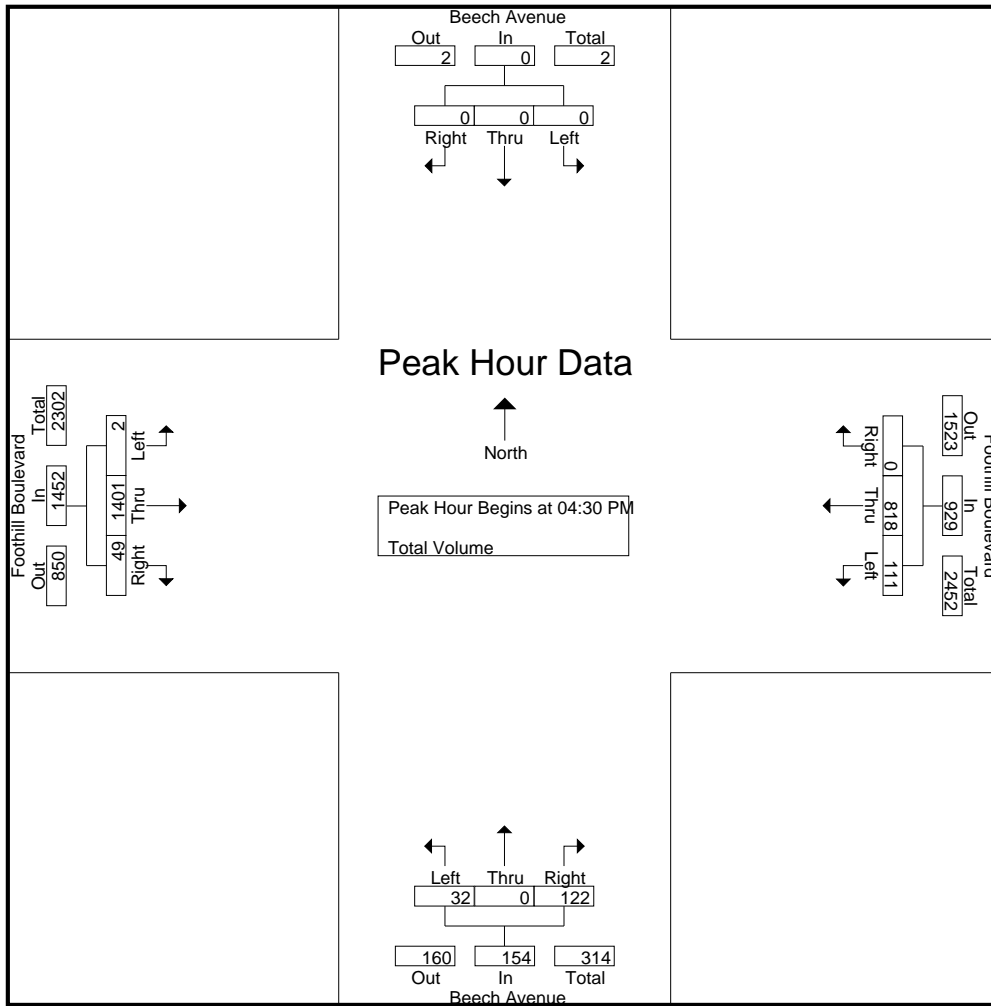 Beech Avenue
Out In Total
2 0 2
0 0 0
Right Thru Left
Peak Hour Data
North
Peak Hour Begins at 04:30 PM
Total Volume
Foothill Boulevard
Total In Out
2302 1452 850
2 1401 49
Left Thru Right
Foothill Boulevard
Out In Total
1523 929 2452
0 818 111
Right Thru Left
Left Thru Right
32 0 122
160 154 314
Out In Total
Beech Avenue